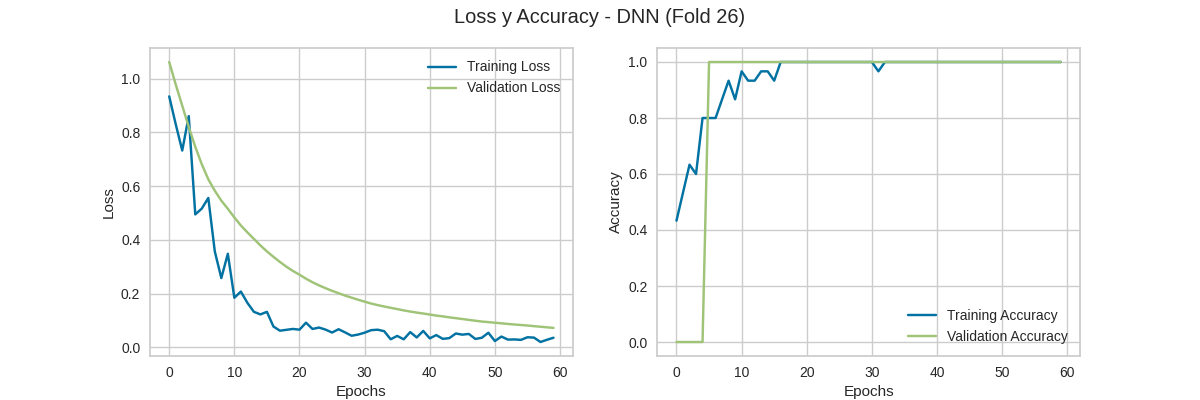 Loss y Accuracy - DNN (Fold 26)
Training Loss
Validation Loss
1.0
0.8
0.6
0.4
0.2
0.0
Loss
0
10
20
30
40
50
60
Epochs
1.0
0.8
0.6
0.4
0.2
0.0
Accuracy
Training Accuracy
Validation Accuracy
0
10
20
30
40
50
60
Epochs